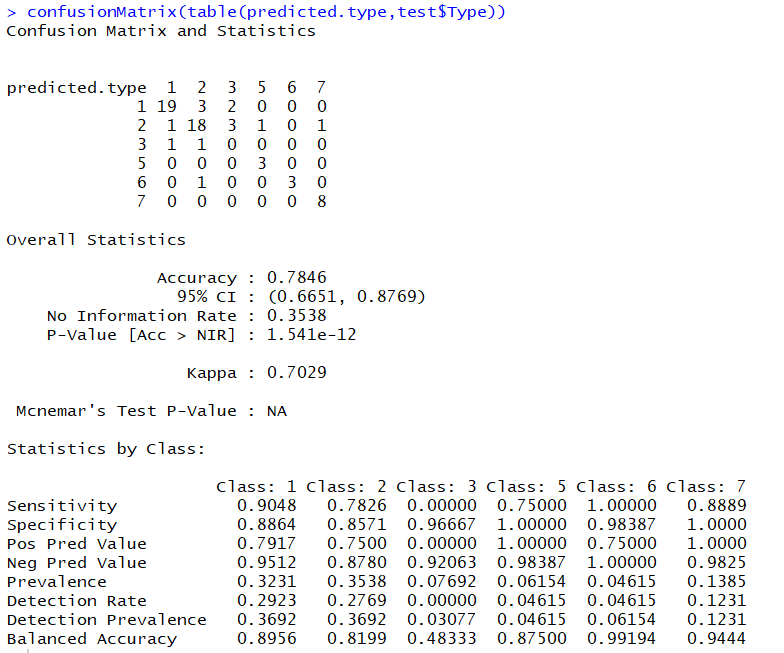 > confusionMatrix(table(predicted.type,test$Type))
Confusion Matrix and Statistics
predicted.type  1  2  3  5  6  7
             1 19  3  2  0  0  0
             2  1 18  3  1  0  1
             3  1  1  0  0  0  0
             5  0  0  0  3  0  0
             6  0  1  0  0  3  0
             7  0  0  0  0  0  8
Overall Statistics
               Accuracy : 0.7846
                 95% CI : (0.6651, 0.8769)
    No Information Rate : 0.3538
    P-Value [Acc > NIR] : 1.541e-12
                  Kappa : 0.7029
 Mcnemar's Test P-Value : NA
Statistics by Class:
                     Class: 1 Class: 2 Class: 3 Class: 5 Class: 6 Class: 7
Sensitivity            0.9048   0.7826  0.00000  0.75000  1.00000   0.8889
Specificity            0.8864   0.8571  0.96667  1.00000  0.98387   1.0000
Pos Pred Value         0.7917   0.7500  0.00000  1.00000  0.75000   1.0000
Neg Pred Value         0.9512   0.8780  0.92063  0.98387  1.00000   0.9825
Prevalence             0.3231   0.3538  0.07692  0.06154  0.04615   0.1385
Detection Rate         0.2923   0.2769  0.00000  0.04615  0.04615   0.1231
Detection Prevalence   0.3692   0.3692  0.03077  0.04615  0.06154   0.1231
Balanced Accuracy      0.8956   0.8199  0.48333  0.87500  0.99194   0.9444